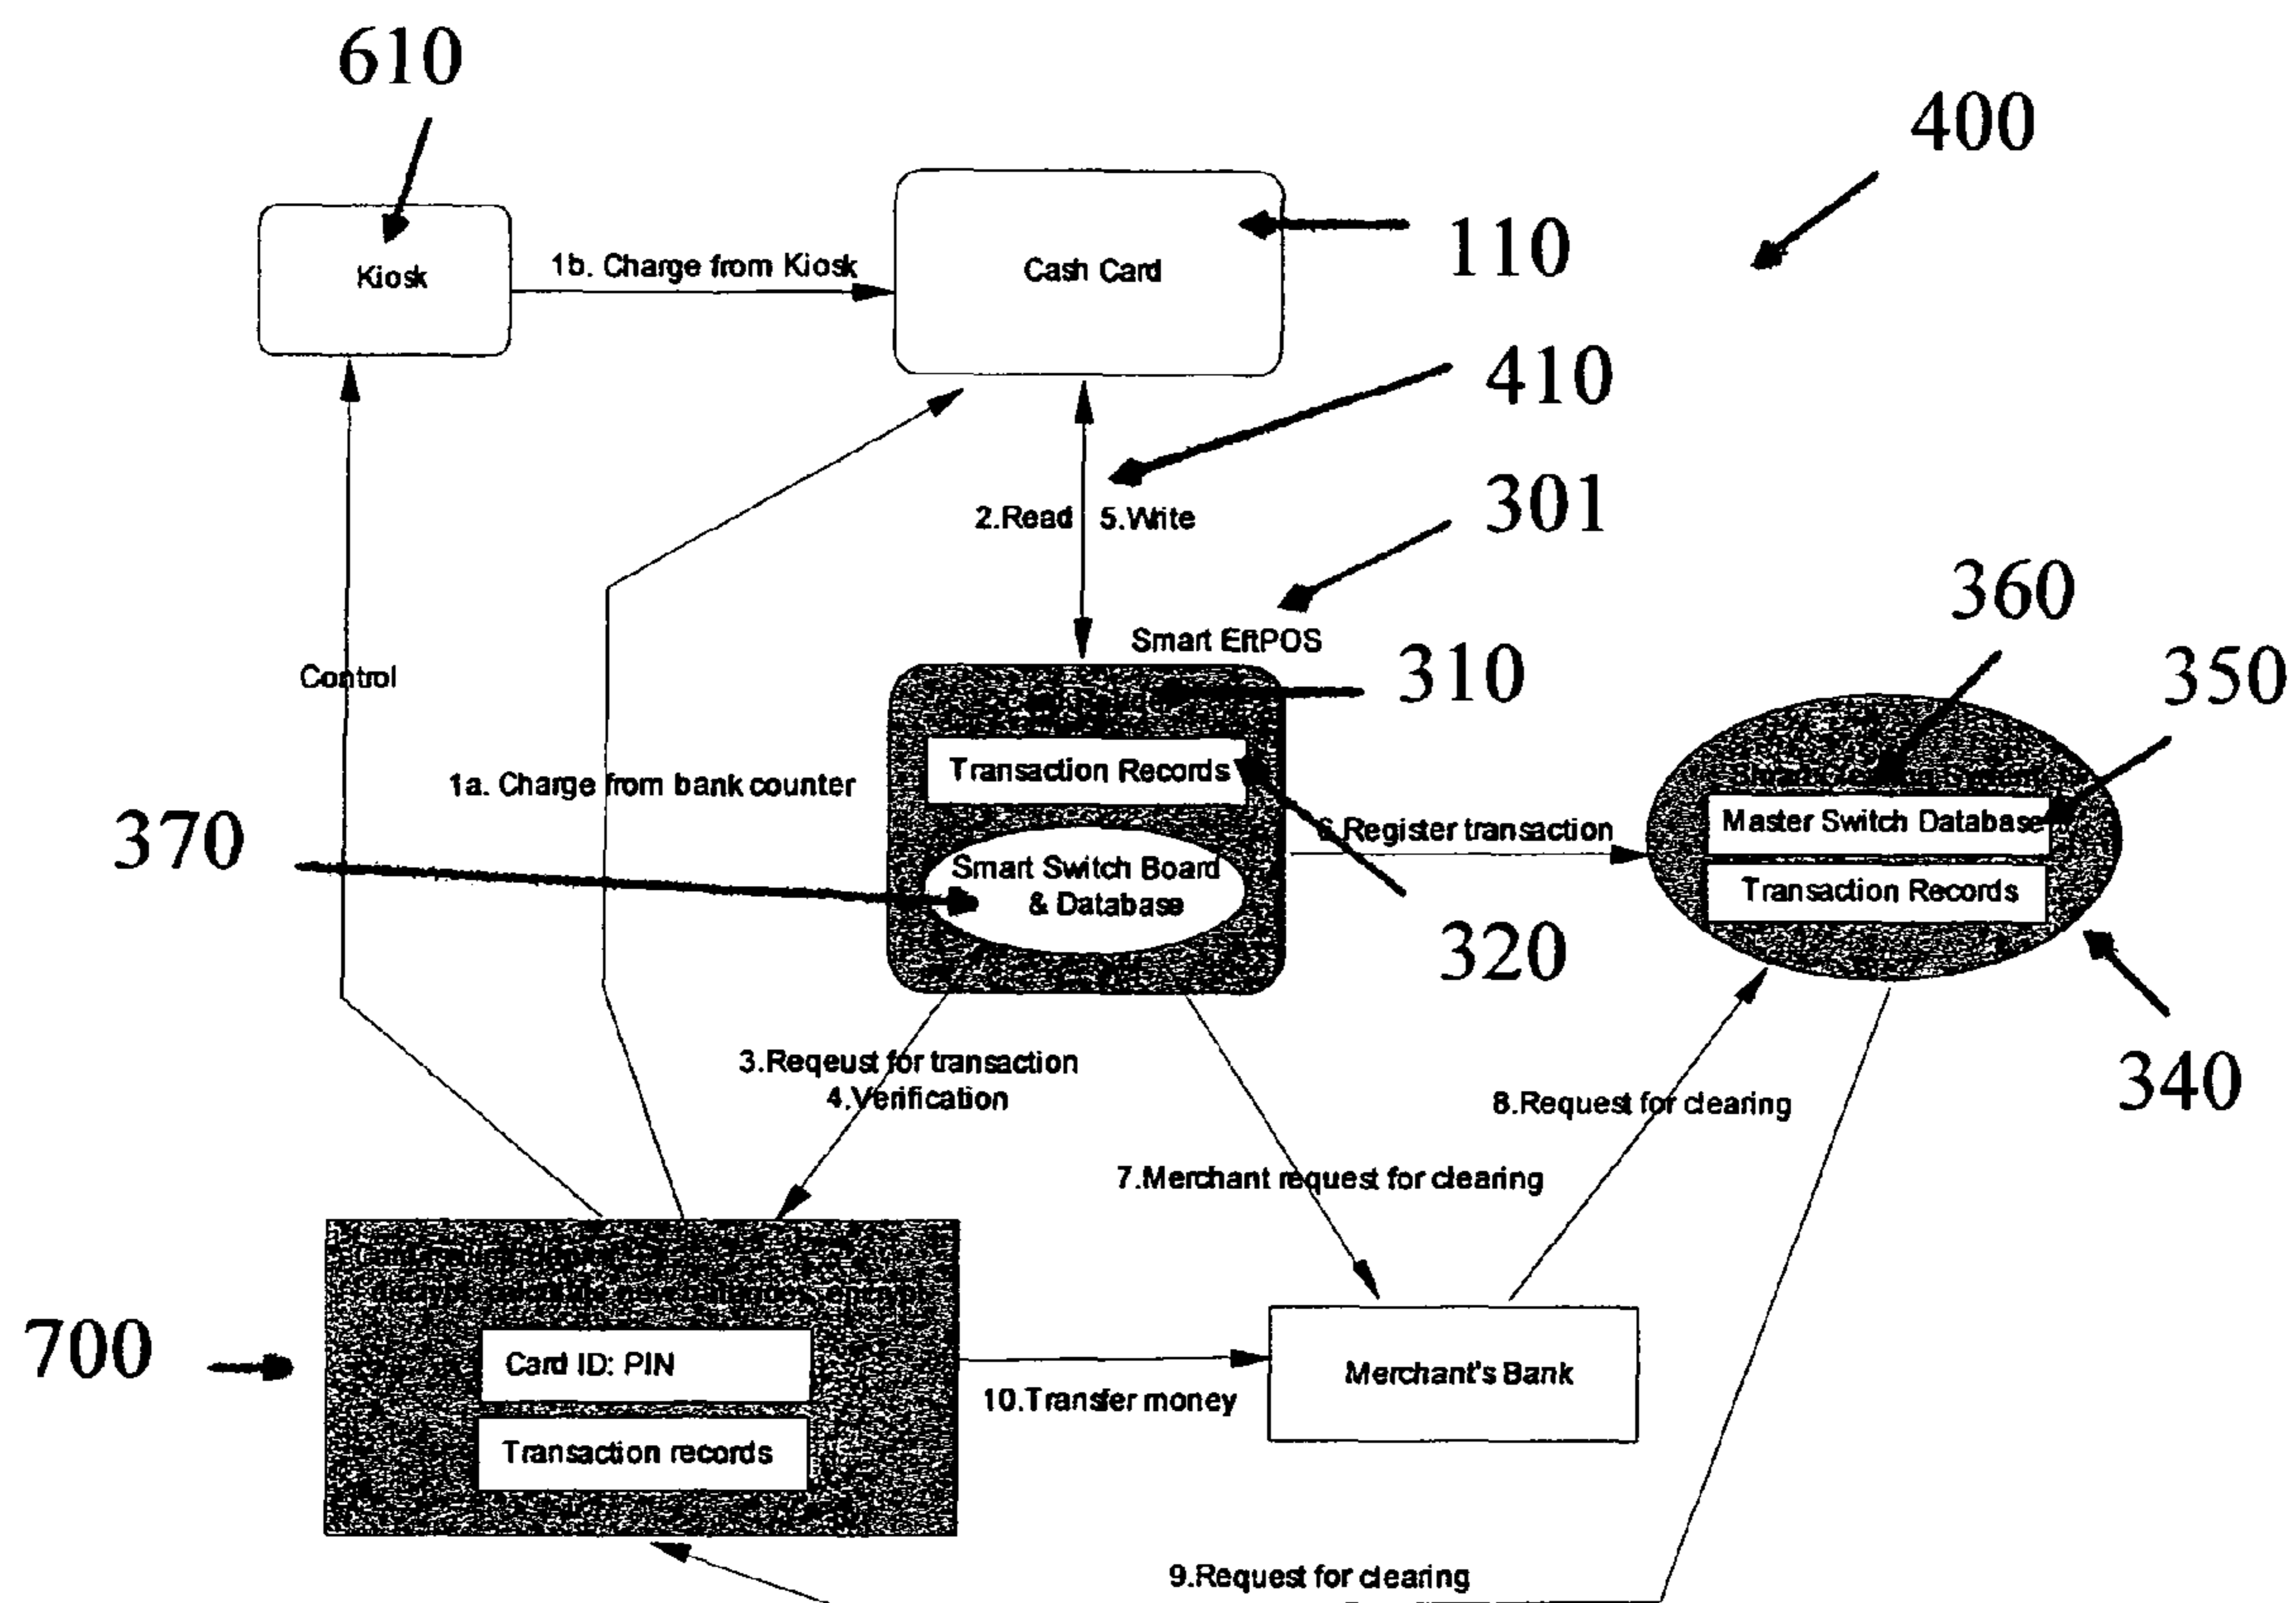 610
400
Kiosk
1b. Charge from Kiosk
Cash Card
110
410
2.Read
5.Write
301
Smart EftPOS
360
350
310
Control
Transaction Records
1a. Charge from bank counter
370
Smart Switch Board
& Database
6.Register transaction
Master Switch Database
Transaction Records
320
340
3.Reqeust for transaction
4.Verification
8.Request for clearing
7.Merchant request for clearing
700
Card ID: PIN
Transaction records
10.Transfer money
Merchant's Bank
9.Request for clearing